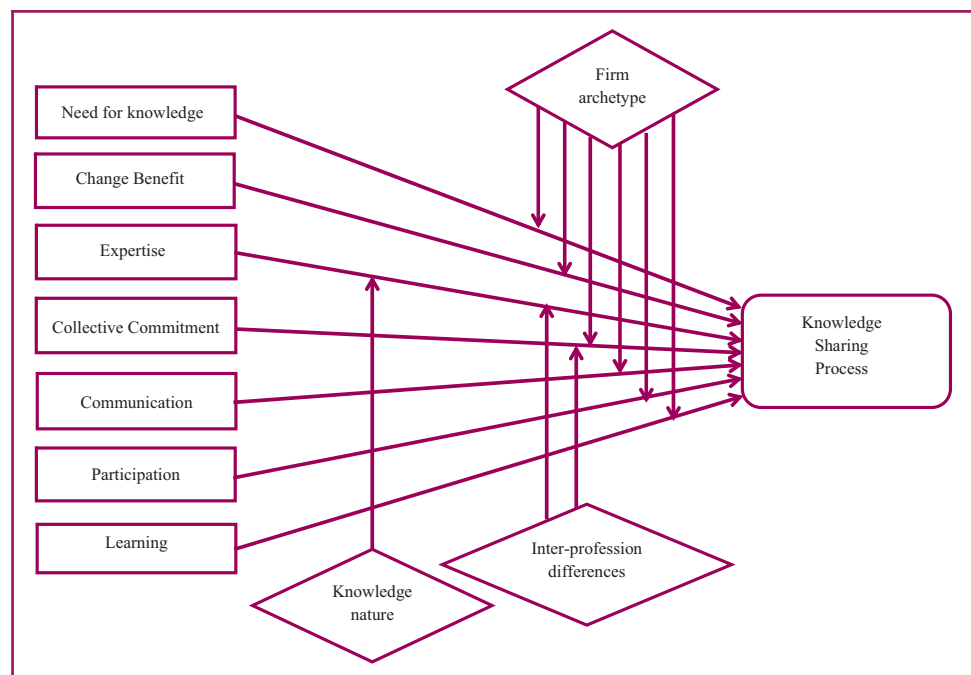 Firm
archetype
Need for knowledge
Change Benefit
Expertise
Collective Commitment
Communication
Participation
Learning
Knowledge
Sharing
Process
Inter-profession
differences
Knowledge
nature